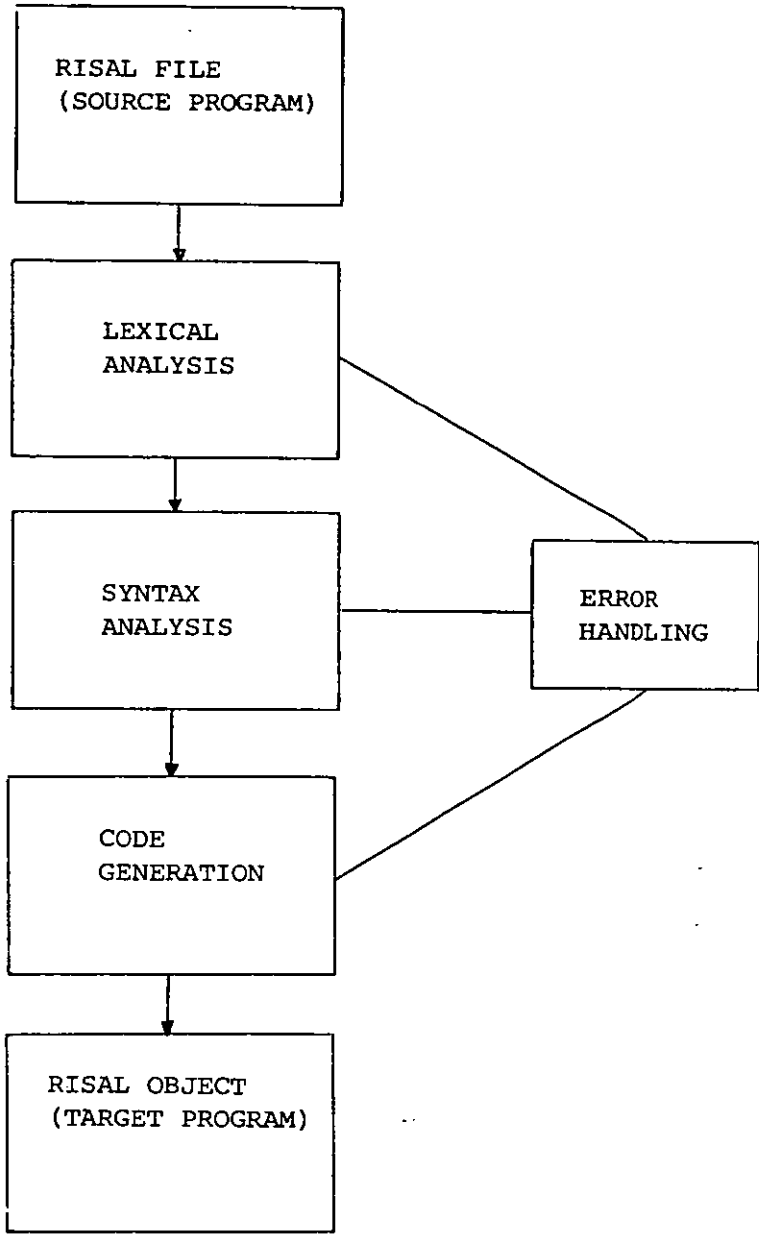 RISAL FILE
(SOURCE PROGRAM)
LEXICAL
ANALYSIS
SYNTAX
ANALYSIS
ERROR
HANDLING
CODE
GENERATION
RISAL OBJECT
(TARGET PROGRAM)